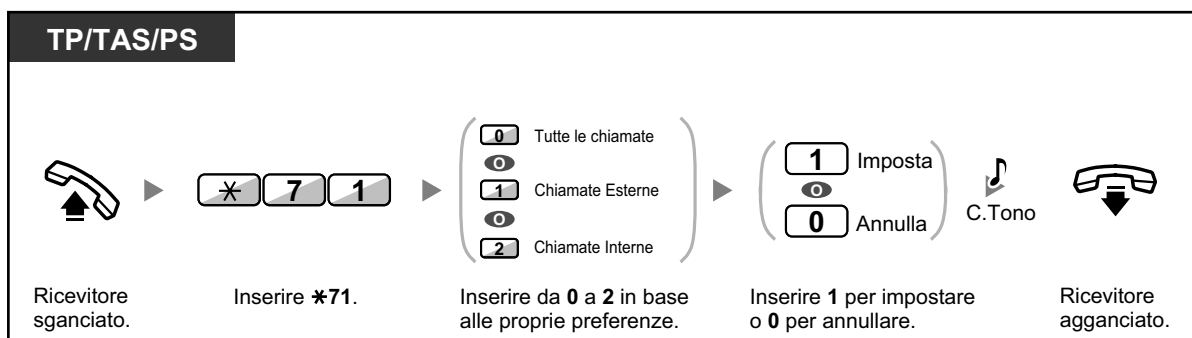 TP/TAS/PS
0 Tutte le chiamate
O
1 Chiamate Esterne
O
2 Chiamate Interne
✳ 7 1
1 Imposta
O
0 Annulla
C.Tono
Ricevitore
sganciato.
Inserire ✳71.
Inserire da 0 a 2 in base
alle proprie preferenze.
Inserire 1 per impostare
o 0 per annullare.
Ricevitore
agganciato.